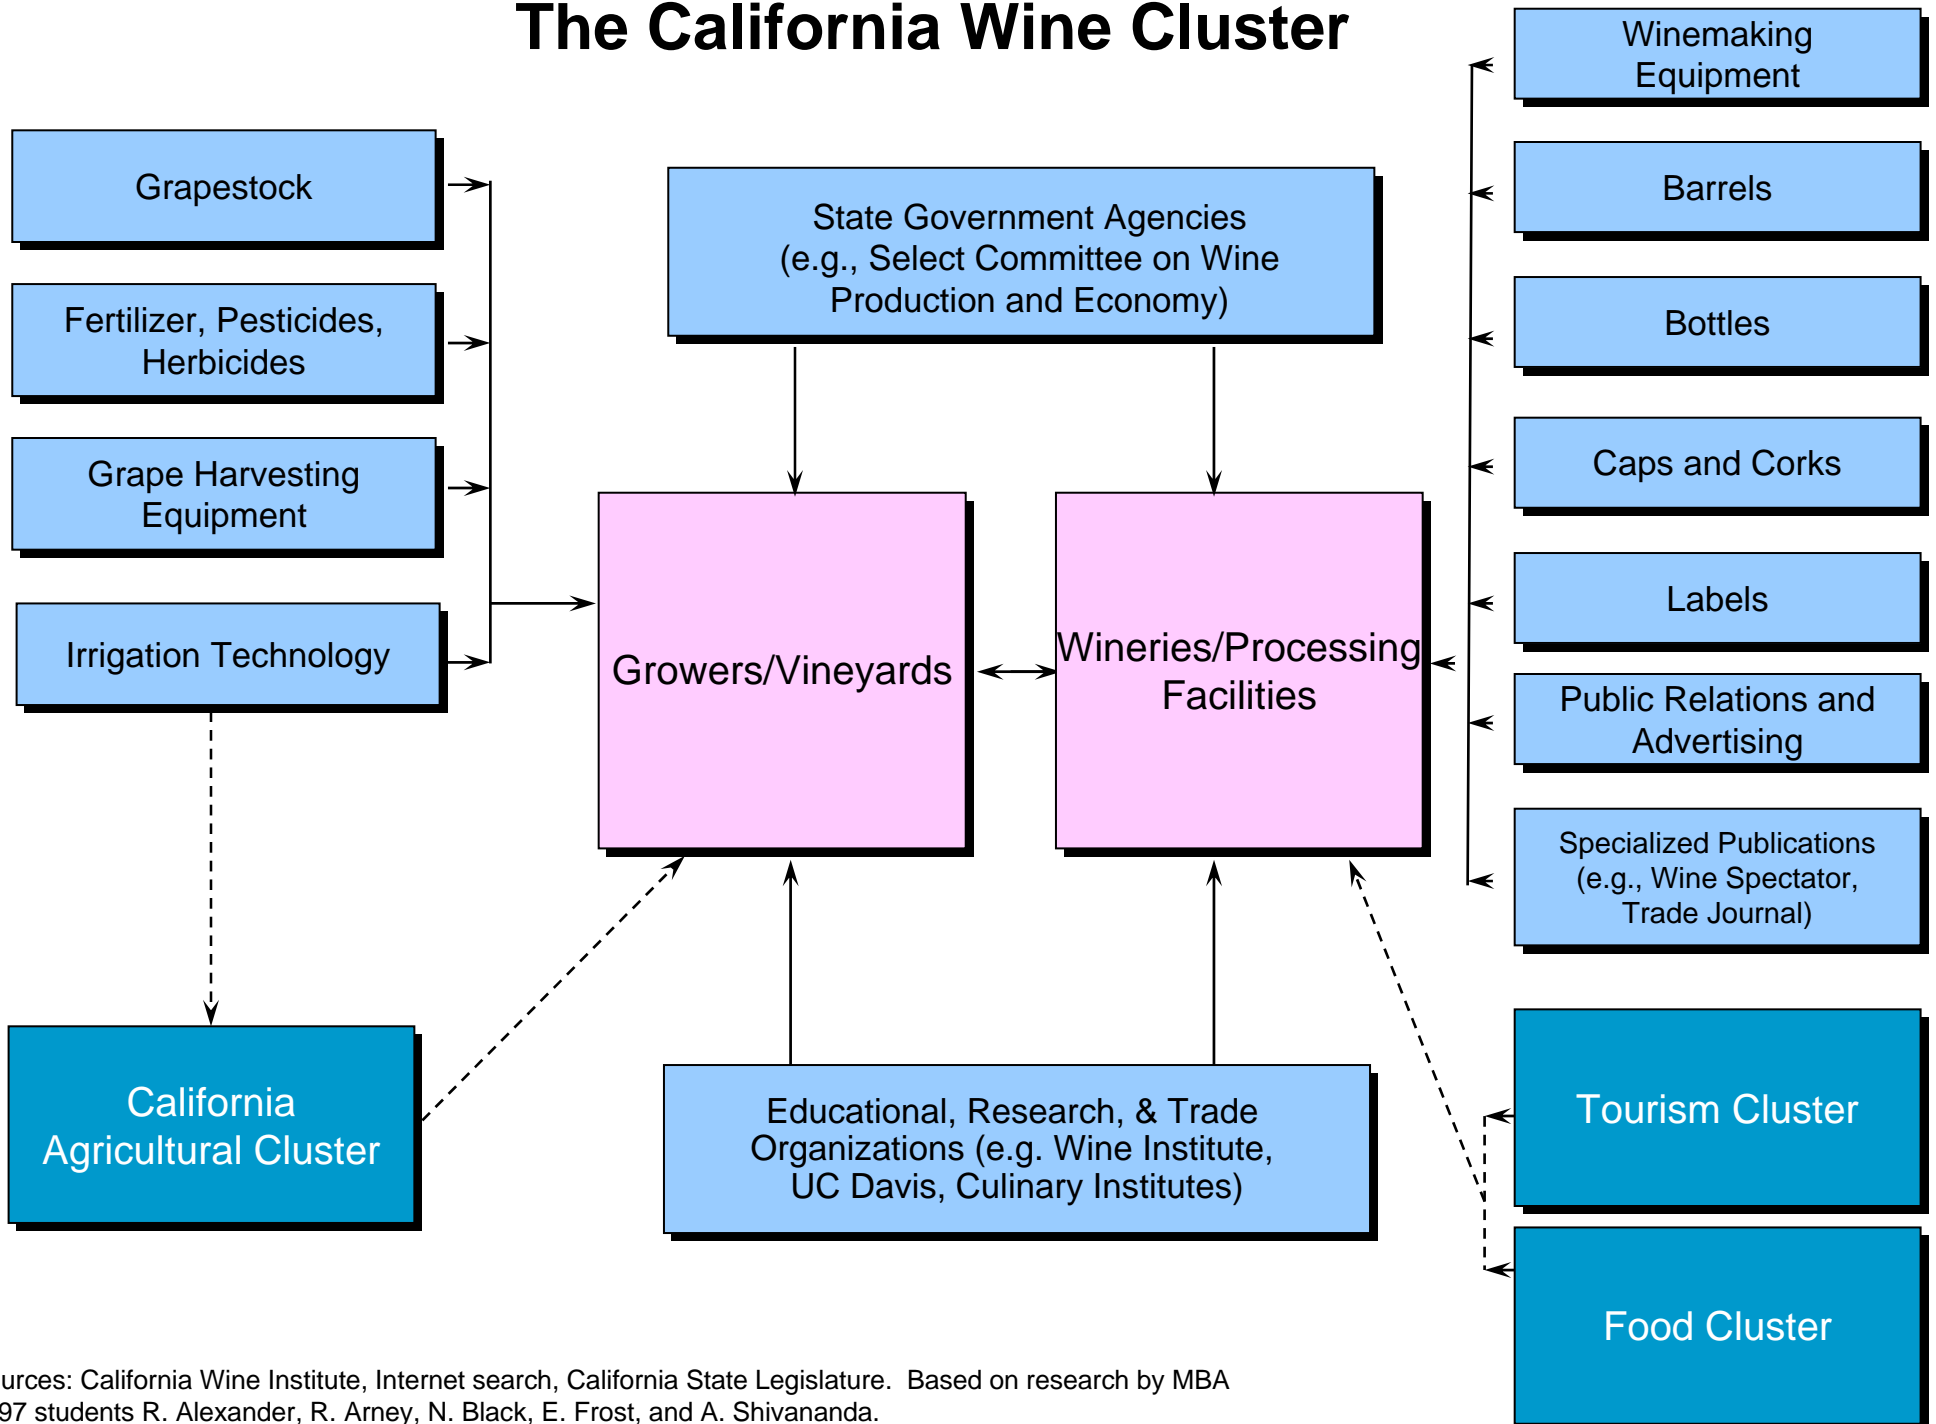 The California Wine Cluster
Grapestock
Fertilizer, Pesticides,
Herbicides
Grape Harvesting
Equipment
Irrigation Technology
State Government Agencies
(e.g., Select Committee on Wine
Production and Economy)
Growers/Vineyards
Wineries/Processing
Facilities
Winemaking
Equipment
Barrels
Bottles
Caps and Corks
Labels
Public Relations and
Advertising
Specialized Publications
(e.g., Wine Spectator,
Trade Journal)
California
Agricultural Cluster
Educational, Research, & Trade
Organizations (e.g. Wine Institute,
UC Davis, Culinary Institutes)
Tourism Cluster
Food Cluster
urces: California Wine Institute, Internet search, California State Legislature. Based on research by MBA
97 students R. Alexander, R. Arney, N. Black, E. Frost, and A. Shivananda.